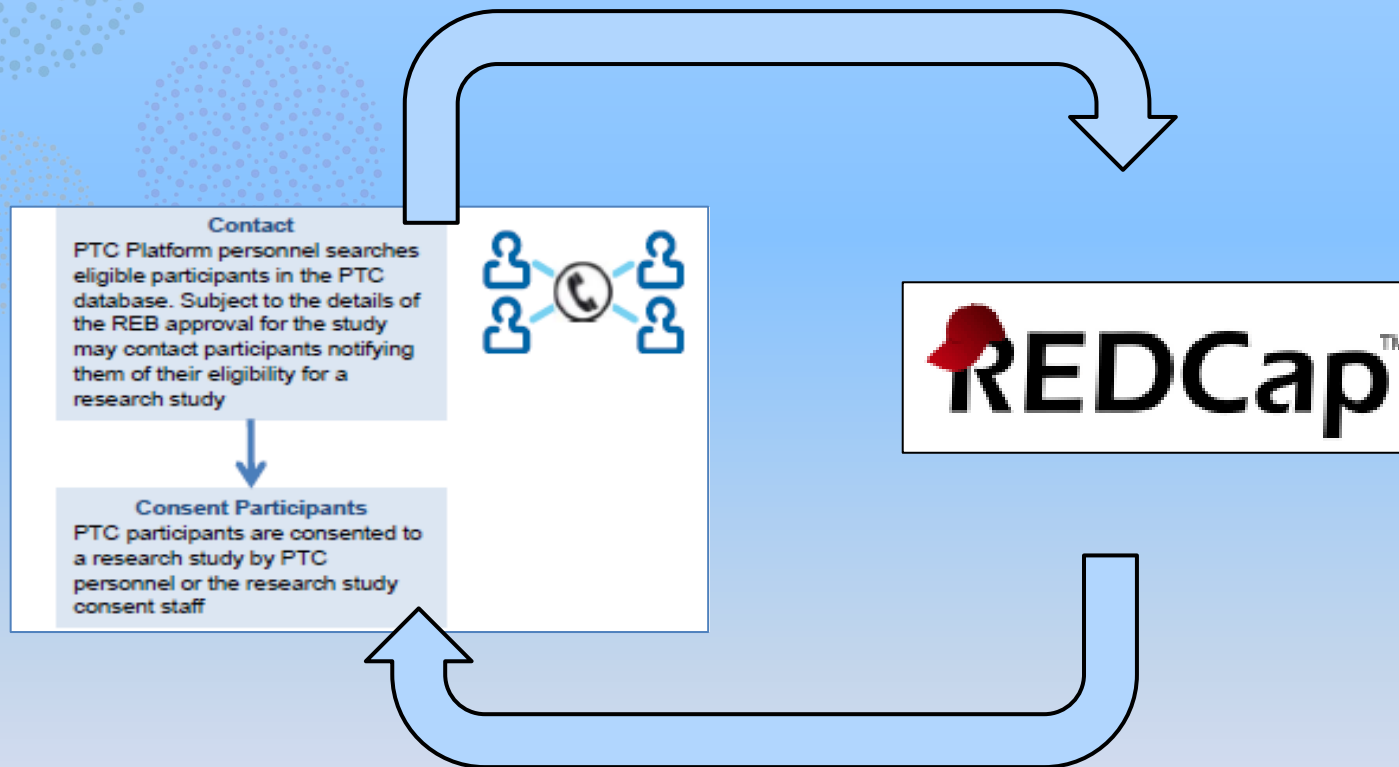 Contact
PTC Platform personnel searches
eligible participants in the PTC
database. Subject to the details of
the REB approval for the study
may contact participants notifying
them of their eligibility for a
research study
Consent Participants
PTC participants are consented to
a research study by PTC
personnel or the research study
consent staff
REDCap™